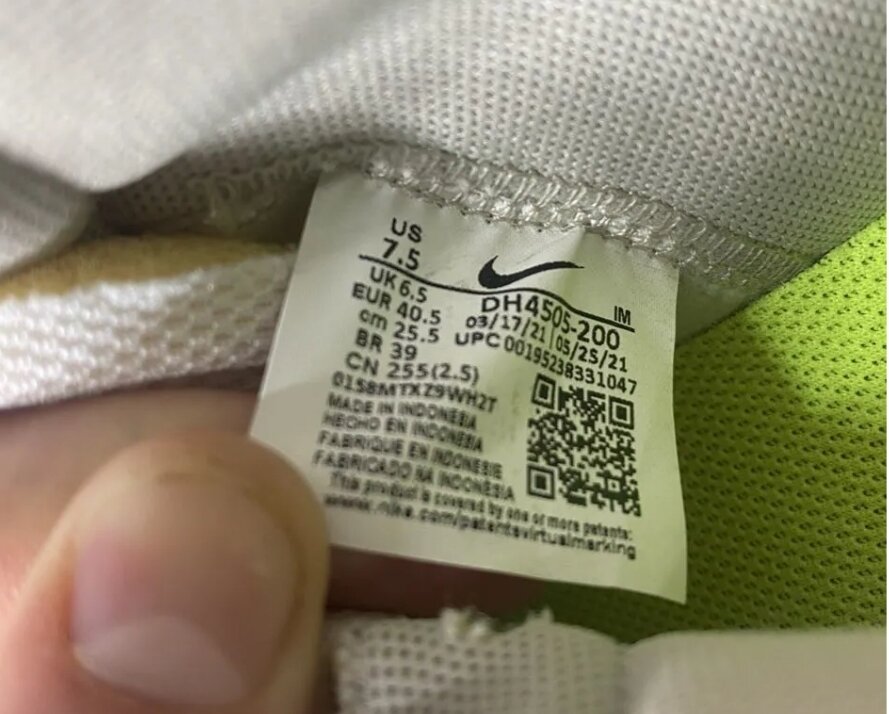 US
7.5
UK 6.5
EUR 40.5
cm 25.5
BR 39
CN 255(2.5)
IM
DH4505-200
03/17/21 05/25/21
UPC 00195238331047
MADE IN INDONESIA
HECHO EN INDONESIA
FABRIQUE EN INDONESIE
FABRICADO NA INDONESIA
This product is covered by one or more patents:
www.nike.com/patentsvirtualmarking